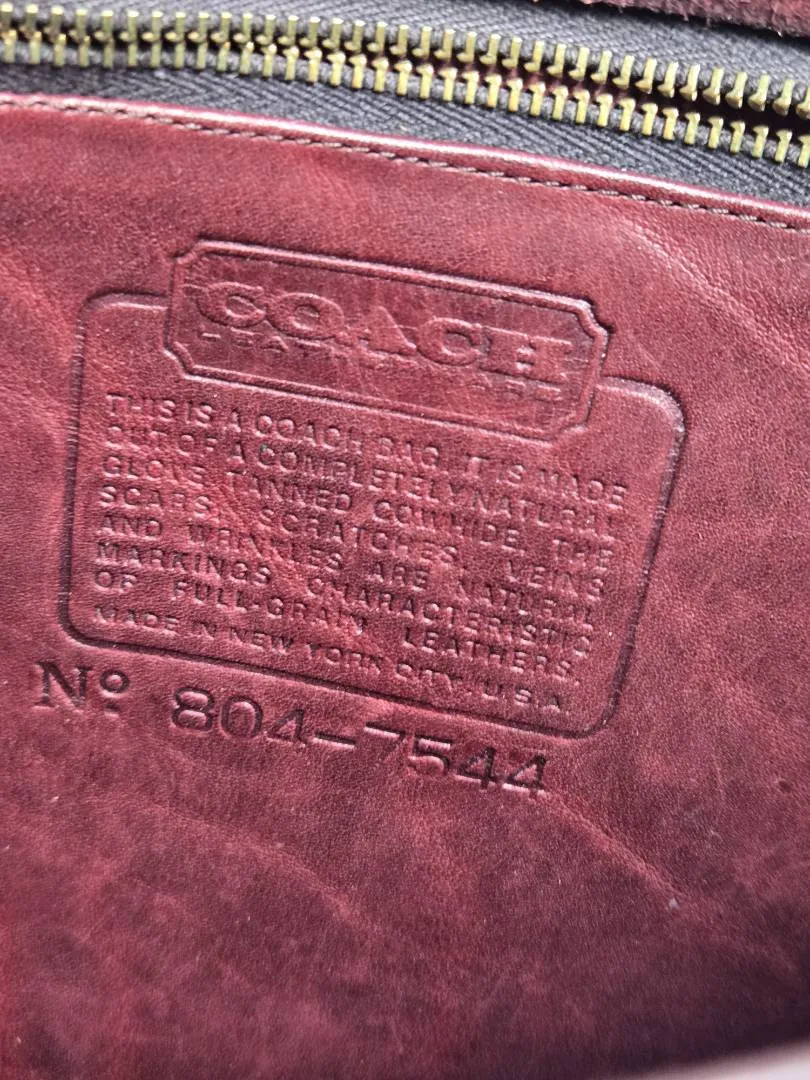 COACH
LEATHERWARE
THIS IS A COACH BAG. IT IS MADE
OUT OF A COMPLETELY NATURAL
GLOVE TANNED COWHIDE. THE
SCARS, SCRATCHES, VEINS
AND WRINKLES ARE NATURAL
MARKINGS CHARACTERISTIC
OF FULL-GRAIN LEATHERS.
MADE IN NEW YORK CITY, U.S.A.
Nº 804-7544